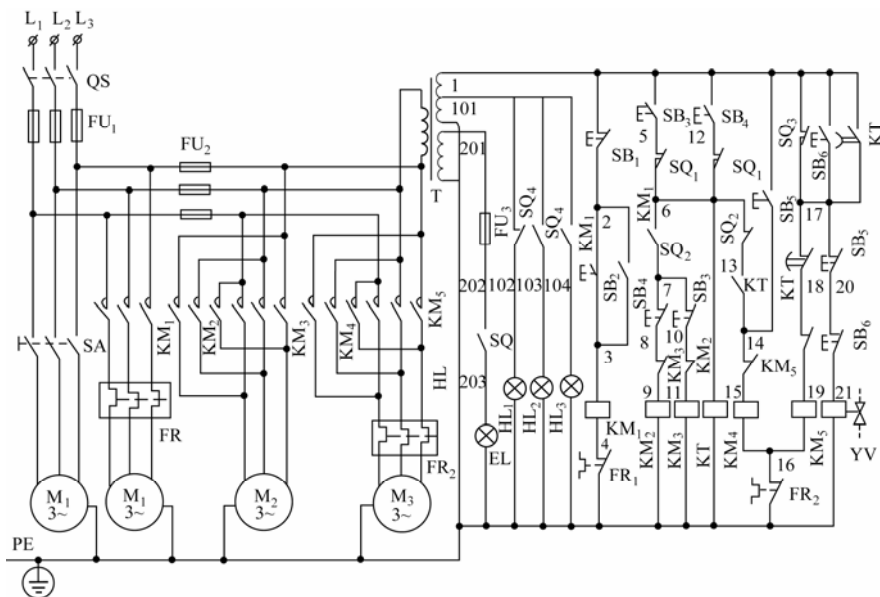 L₁ L₂ L₃
QS
FU₁
FU₂
T
1
101
201
SB₁
SB₃
5
SQ₁
SB₄
12
SQ₁
SQ₃
SB₆
KT
KM₁
2
KM₁
6
SQ₂
SQ₂
SB₅
17
FU₃
SQ₄
SQ₄
202
102
103
104
SB₂
SB₄
7
SB₃
13
KT
KT
18
SB₅
20
SA
KM₁
KM₂
KM₃
KM₄
KM₅
HL
SQ
203
3
8
10
KM₃
KM₂
14
KM₅
SB₆
FR
FR₂
EL
HL₁
HL₂
HL₃
KM₁
4
FR₁
9
11
15
19
21
KM₂
KM₃
KT
KM₄
KM₅
YV
16
FR₂
M₁
3~
M₁
3~
M₂
3~
M₃
3~
PE